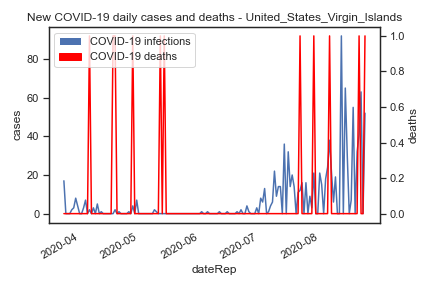 New COVID-19 daily cases and deaths - United_States_Virgin_Islands
COVID-19 infections
COVID-19 deaths
80
60
40
20
0
cases
1.0
0.8
0.6
0.4
0.2
0.0
deaths
2020-04
2020-05
2020-06
2020-07
2020-08
dateRep